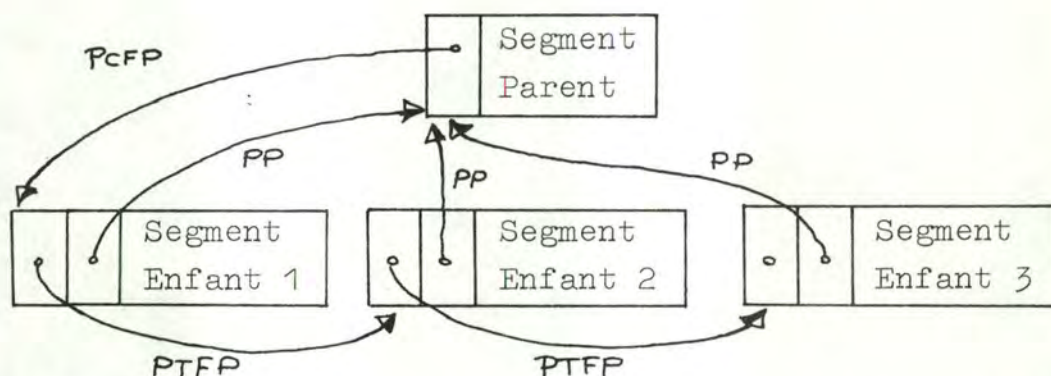 PCFP
Segment
Parent
PP
PP
PP
Segment
Enfant 1
Segment
Enfant 2
Segment
Enfant 3
PTFP
PTFP